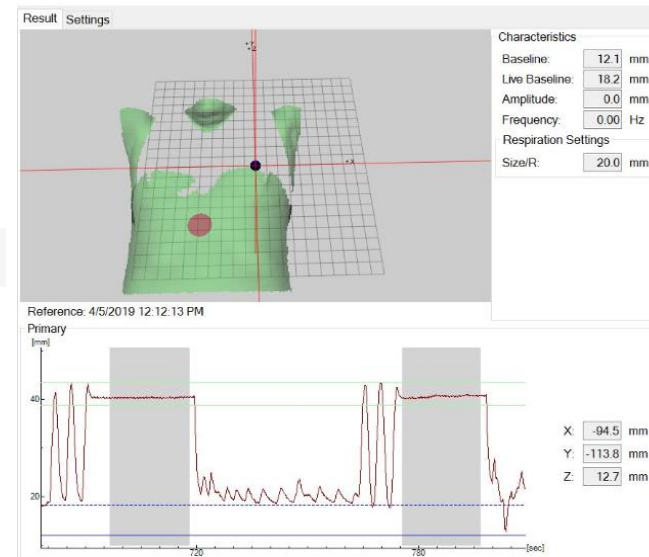 Result Settings
Characteristics
Baseline: 12.1 mm
Live Baseline: 18.2 mm
Amplitude: 0.0 mm
Frequency: 0.00 Hz
Respiration Settings
Size/R: 20.0 mm
X
Reference: 4/5/2019 12:12:13 PM
Primary
[mm]
40
20
720
780
[sec]
X: -94.5 mm
Y: -113.8 mm
Z: 12.7 mm